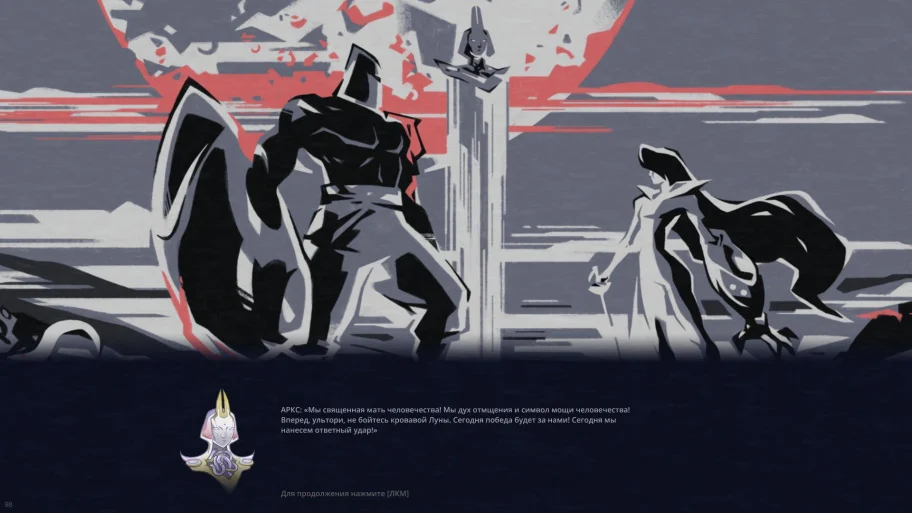 АРКС: «Мы священная мать человечества! Мы дух отмщения и символ мощи человечества!
Вперед, ультори, не бойтесь кровавой Луны. Сегодня победа будет за нами! Сегодня мы
нанесем ответный удар!»
Для продолжения нажмите [ЛКМ]
98